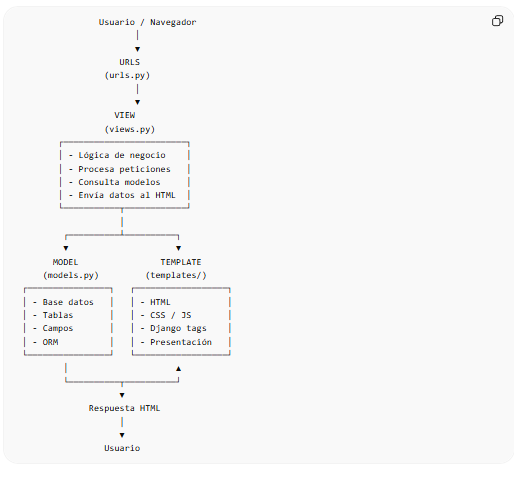 Usuario / Navegador
URLS
(urls.py)
VIEW
(views.py)
- Lógica de negocio
- Procesa peticiones
- Consulta modelos
- Envía datos al HTML
MODEL
(models.py)
- Base datos
- Tablas
- Campos
- ORM
TEMPLATE
(templates/)
- HTML
- CSS / JS
- Django tags
- Presentación
Respuesta HTML
Usuario